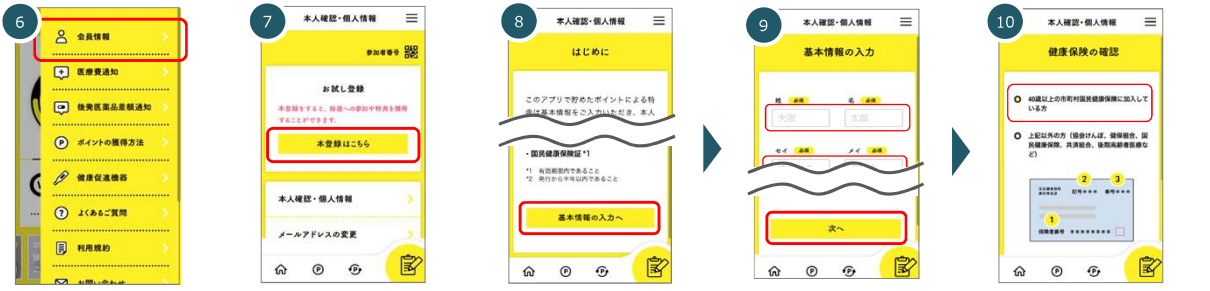 6
会員情報
医療費通知
後発医薬品差額通知
ポイントの獲得方法
健康促進機器
よくあるご質問
利用規約
お問い合わせ
7
本人確認・個人情報
参加者番号
お試し登録
本登録をすると、抽選への参加や特典を獲得
することができます。
本登録はこちら
本人確認・個人情報
メールアドレスの変更
8
本人確認・個人情報
はじめに
このアプリで貯めたポイントによる特
典は基本情報をご入力いただき、本人
・国民健康保険証*1
*1 有効期限内であること
*2 発行から半年以内であること
基本情報の入力へ
9
本人確認・個人情報
基本情報の入力
姓 必須 名 必須
大阪 太郎
セイ 必須 メイ 必須
次へ
10
本人確認・個人情報
健康保険の確認
40歳以上の市町村国民健康保険に加入して
いる方
上記以外の方（協会けんぽ、健保組合、国
民健康保険、共済組合、後期高齢者医療な
ど）
2 3
記号*** 番号***
1
保険者番号 ********